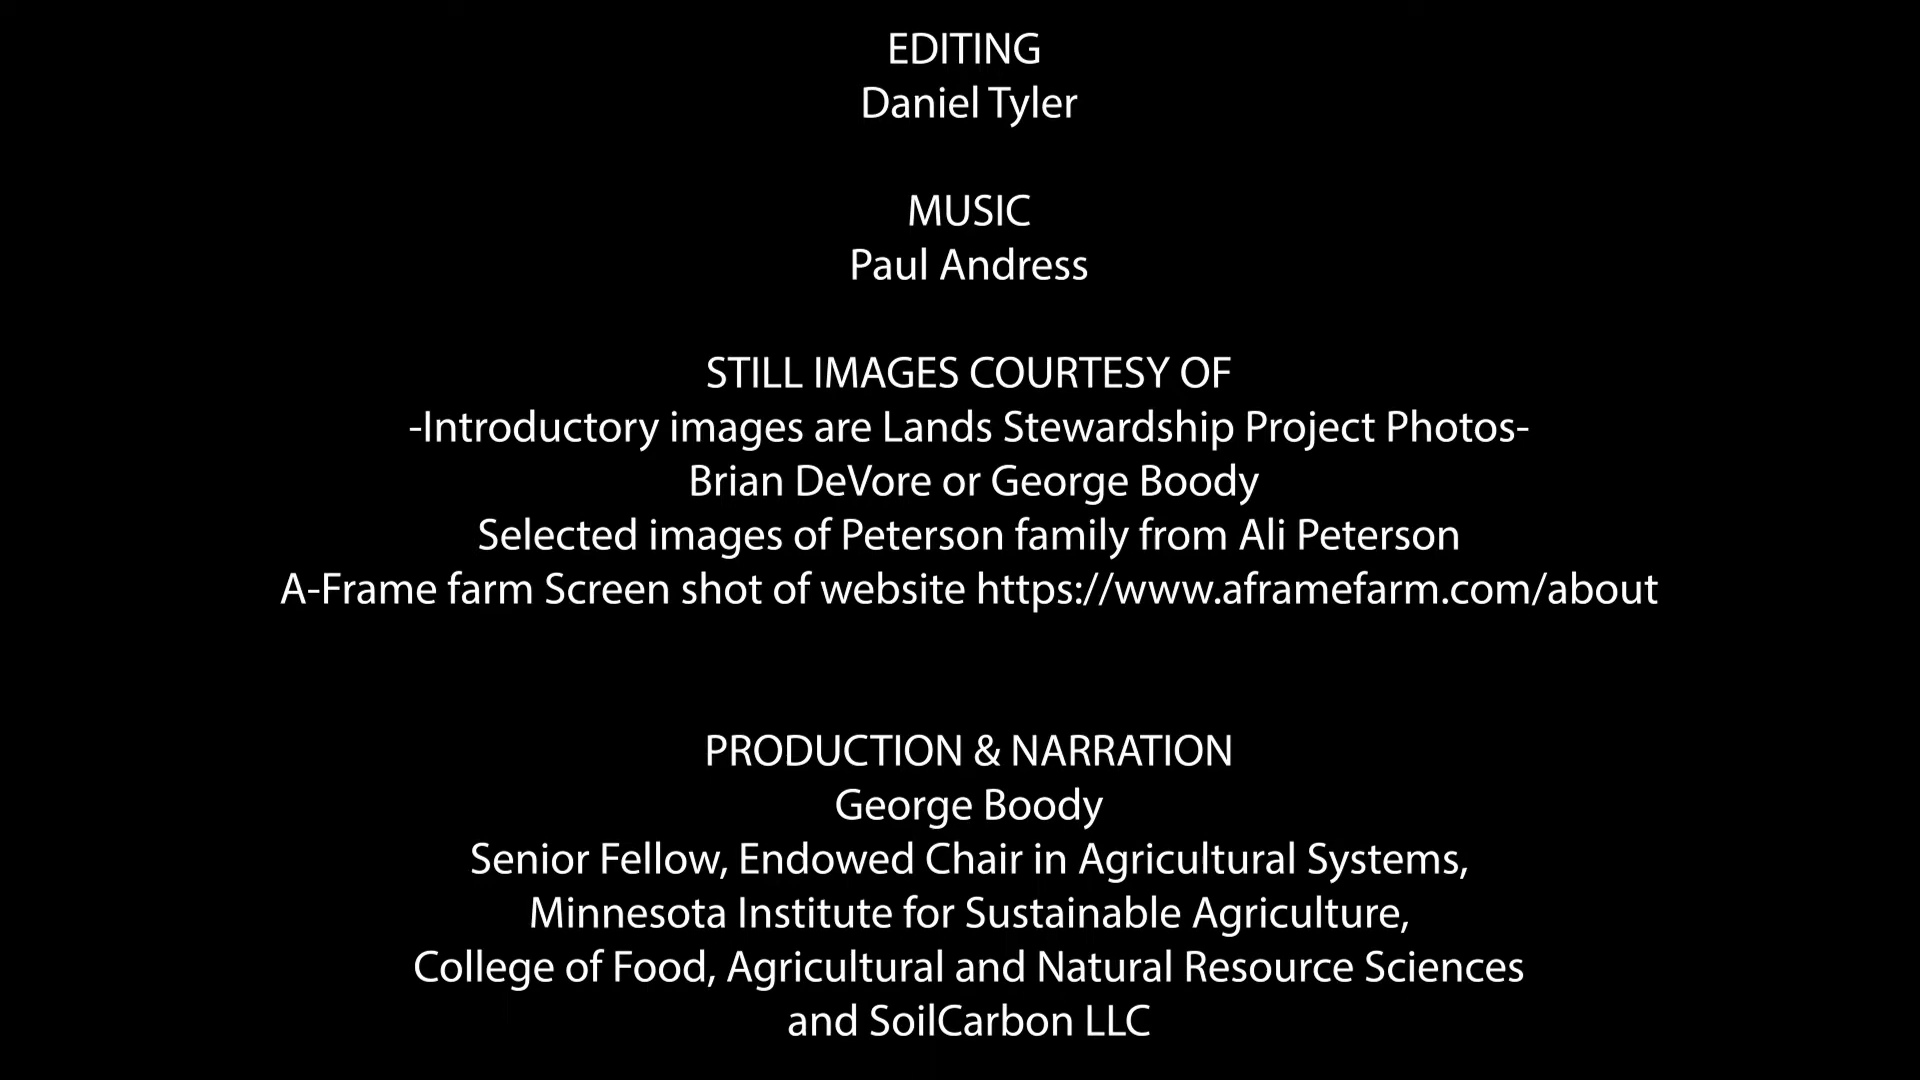 EDITING
Daniel Tyler
MUSIC
Paul Andress
STILL IMAGES COURTESY OF
-Introductory images are Lands Stewardship Project Photos-
Brian DeVore or George Boody
Selected images of Peterson family from Ali Peterson
A-Frame farm Screen shot of website https://www.aframefarm.com/about
PRODUCTION & NARRATION
George Boody
Senior Fellow, Endowed Chair in Agricultural Systems,
Minnesota Institute for Sustainable Agriculture,
College of Food, Agricultural and Natural Resource Sciences
and SoilCarbon LLC